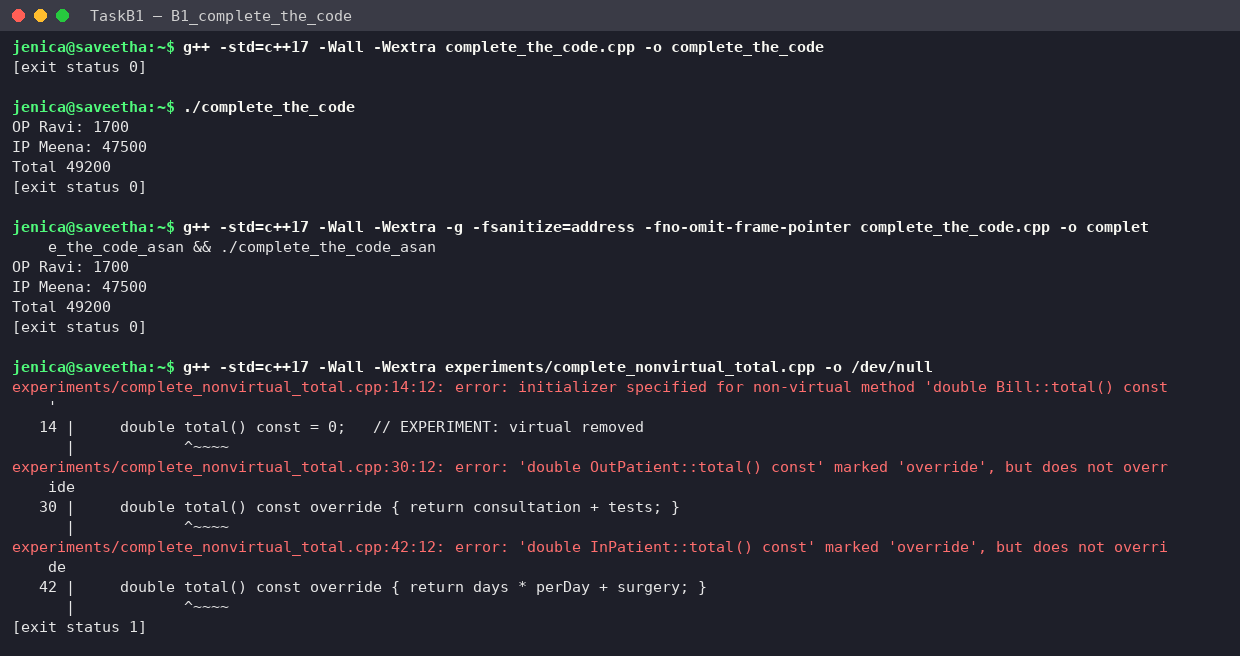 TaskB1 — B1_complete_the_code
jenica@saveetha:~$ g++ -std=c++17 -Wall -Wextra complete_the_code.cpp -o complete_the_code
[exit status 0]
jenica@saveetha:~$ ./complete_the_code
OP Ravi: 1700
IP Meena: 47500
Total 49200
[exit status 0]
jenica@saveetha:~$ g++ -std=c++17 -Wall -Wextra -g -fsanitize=address -fno-omit-frame-pointer complete_the_code.cpp -o complet
e_the_code_asan && ./complete_the_code_asan
OP Ravi: 1700
IP Meena: 47500
Total 49200
[exit status 0]
jenica@saveetha:~$ g++ -std=c++17 -Wall -Wextra experiments/complete_nonvirtual_total.cpp -o /dev/null
experiments/complete_nonvirtual_total.cpp:14:12: error: initializer specified for non-virtual method 'double Bill::total() const
'
14 |     double total() const = 0;   // EXPERIMENT: virtual removed
|            ^~~~~
experiments/complete_nonvirtual_total.cpp:30:12: error: 'double OutPatient::total() const' marked 'override', but does not overr
ide
30 |     double total() const override { return consultation + tests; }
|            ^~~~~
experiments/complete_nonvirtual_total.cpp:42:12: error: 'double InPatient::total() const' marked 'override', but does not overri
de
42 |     double total() const override { return days * perDay + surgery; }
|            ^~~~~
[exit status 1]